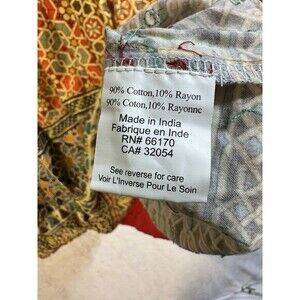 90% Cotton,10% Rayon
90% Coton,10% Rayonne
Made in India
Fabrique en Inde
RN# 66170
CA# 32054
See reverse for care
Voir L'Inverse Pour Le Soin